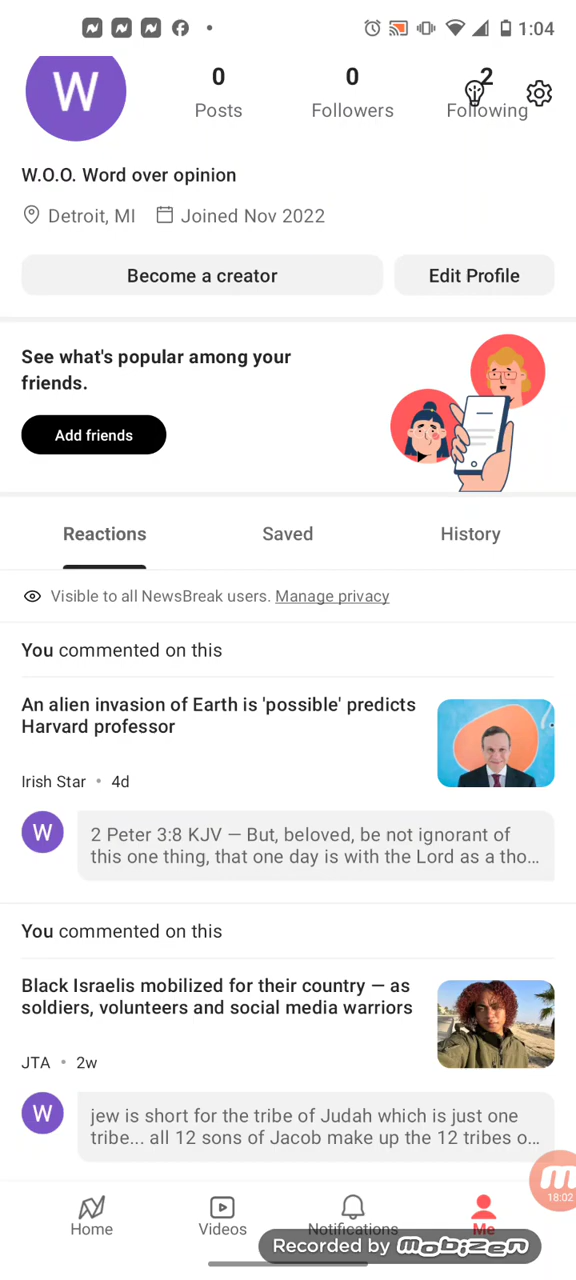 1:04
W
0
0
2
Posts
Followers
Following
W.O.O. Word over opinion
Detroit, MI
Joined Nov 2022
Become a creator
Edit Profile
See what's popular among your
friends.
Add friends
Reactions
Saved
History
Visible to all NewsBreak users. Manage privacy
You commented on this
An alien invasion of Earth is 'possible' predicts
Harvard professor
Irish Star • 4d
W
2 Peter 3:8 KJV — But, beloved, be not ignorant of
this one thing, that one day is with the Lord as a tho...
You commented on this
Black Israelis mobilized for their country — as
soldiers, volunteers and social media warriors
JTA • 2w
W
jew is short for the tribe of Judah which is just one
tribe... all 12 sons of Jacob make up the 12 tribes o...
m
18:02
Home
Videos
Notifications
Me
Recorded by mobizen